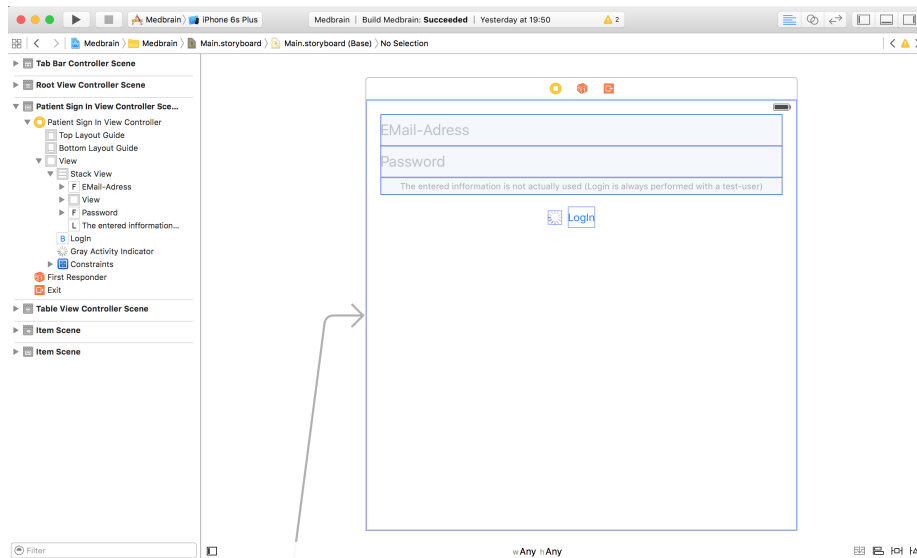 Medbrain iPhone 6s Plus Medbrain | Build Medbrain: Succeeded | Yesterday at 19:50 2
Medbrain Medbrain Main.storyboard Main.storyboard (Base) No Selection
Tab Bar Controller Scene
Root View Controller Scene
Patient Sign In View Controller Sce...
Patient Sign In View Controller
Top Layout Guide
Bottom Layout Guide
View
Stack View
F EMail-Adress
View
F Password
L The entered infformation...
B LogIn
Gray Activity Indicator
Constraints
First Responder
Exit
Table View Controller Scene
Item Scene
Item Scene
Filter
EMail-Adress
Password
The entered infformation is not actually used (Login is always performed with a test-user)
LogIn
w Any h Any